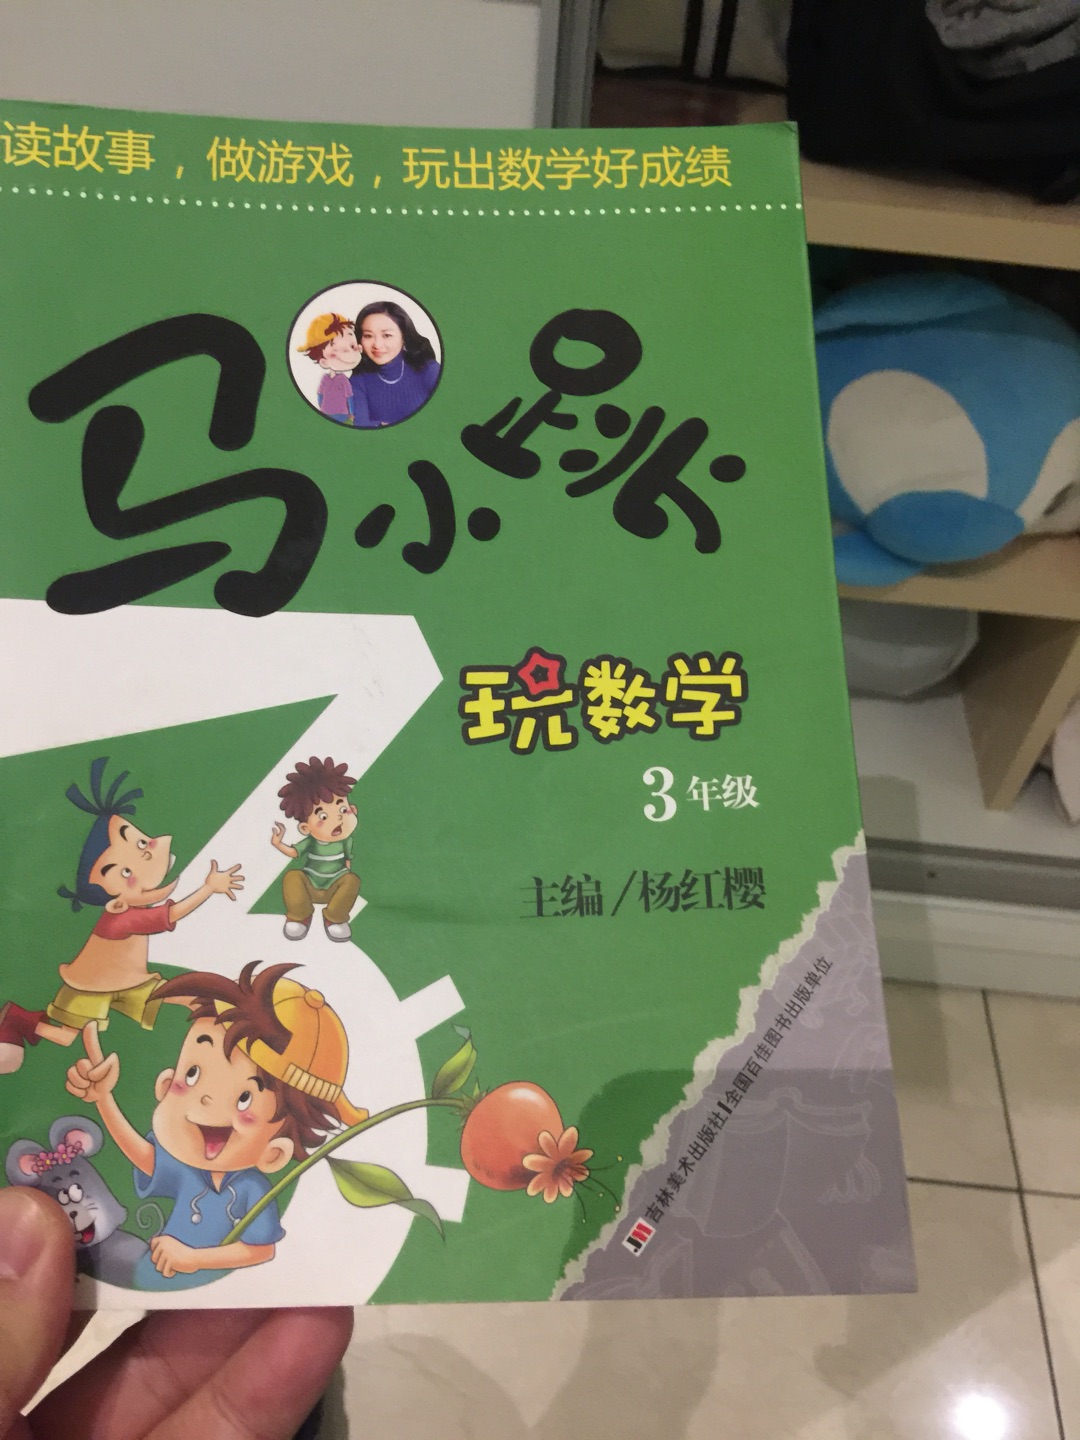 读故事，做游戏，玩出数学好成绩
马小跳
玩数学
3年级
主编/杨红樱
吉林美术出版社|全国百佳图书出版单位